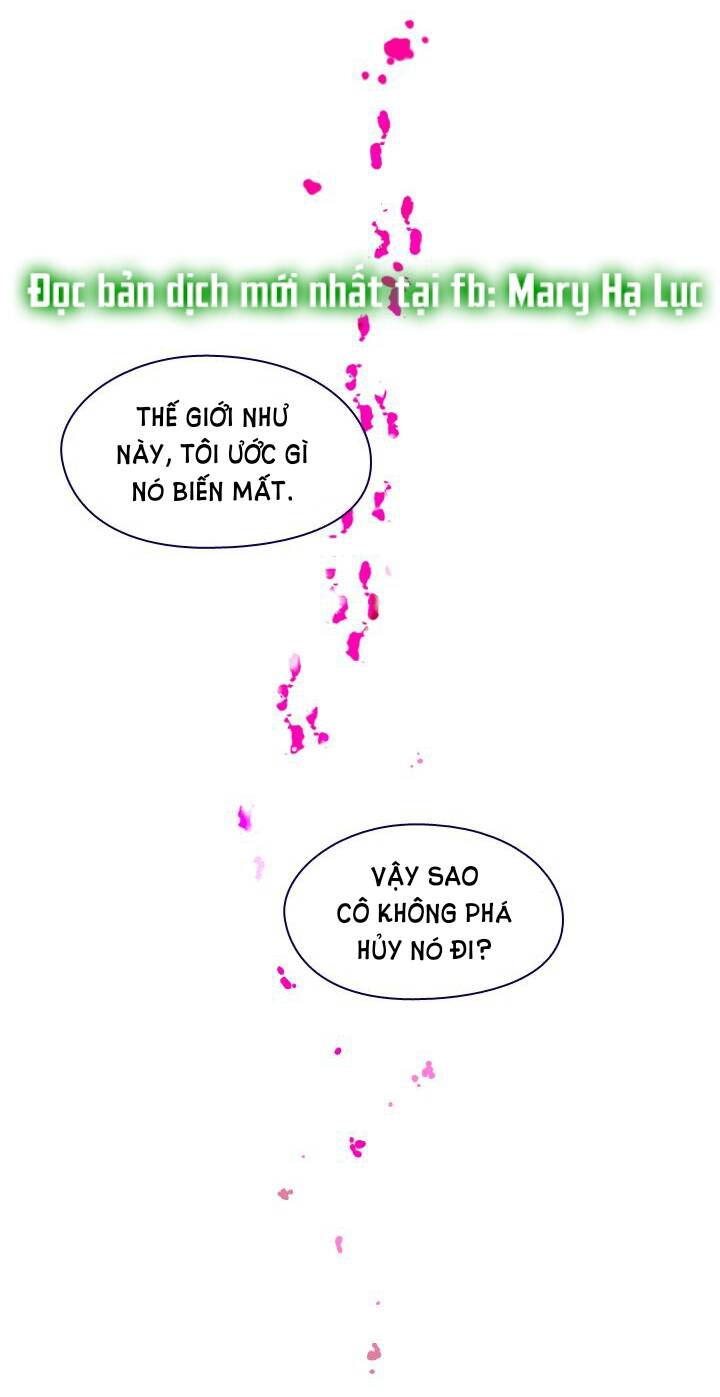 Đọc bản dịch mới nhất tại fb: Mary Hạ Lục
THẾ GIỚI NHƯ
NÀY, TÔI ƯỚC GÌ
NÓ BIẾN MẤT.
VẬY SAO
CÔ KHÔNG PHÁ
HỦY NÓ ĐI?